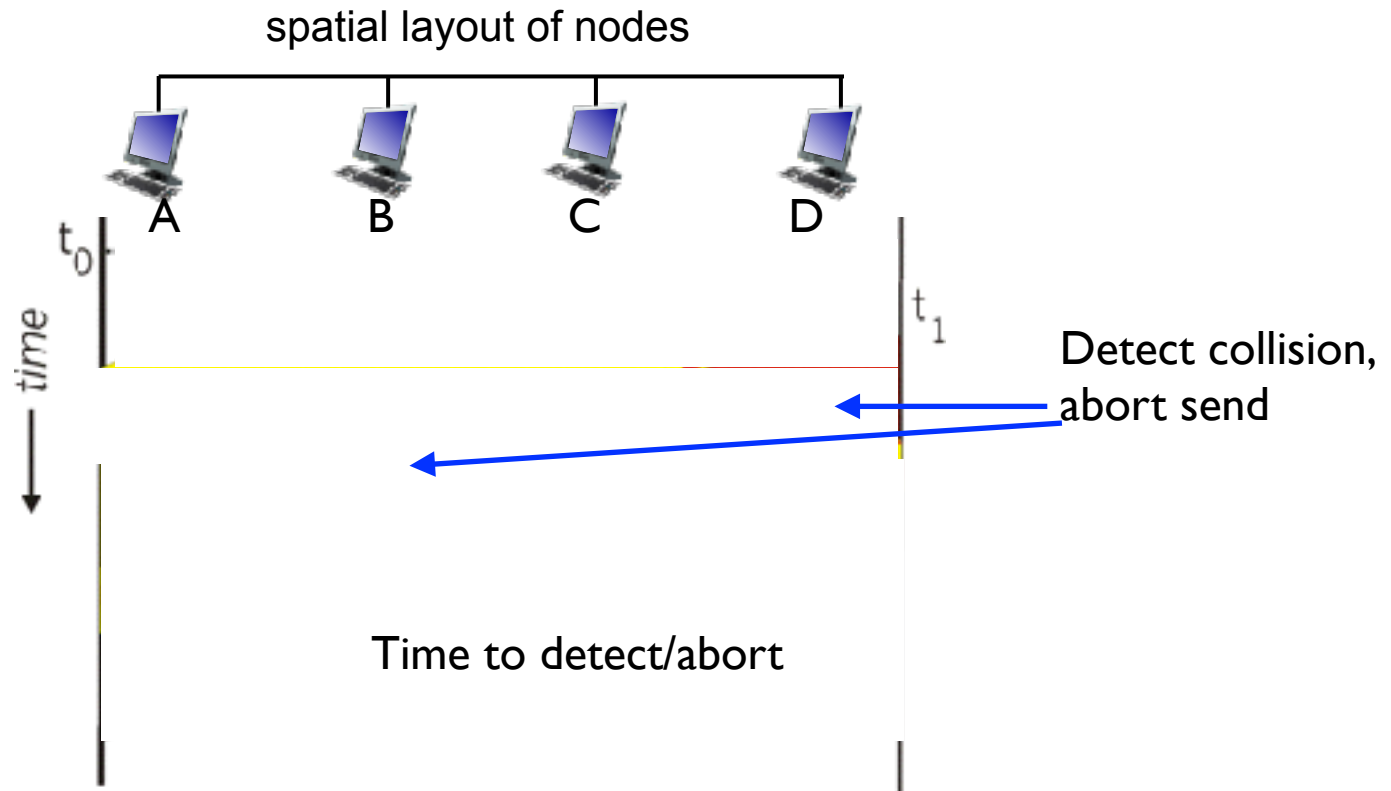 spatial layout of nodes
A B C D
t0
t1
time
Detect collision,
abort send
Time to detect/abort